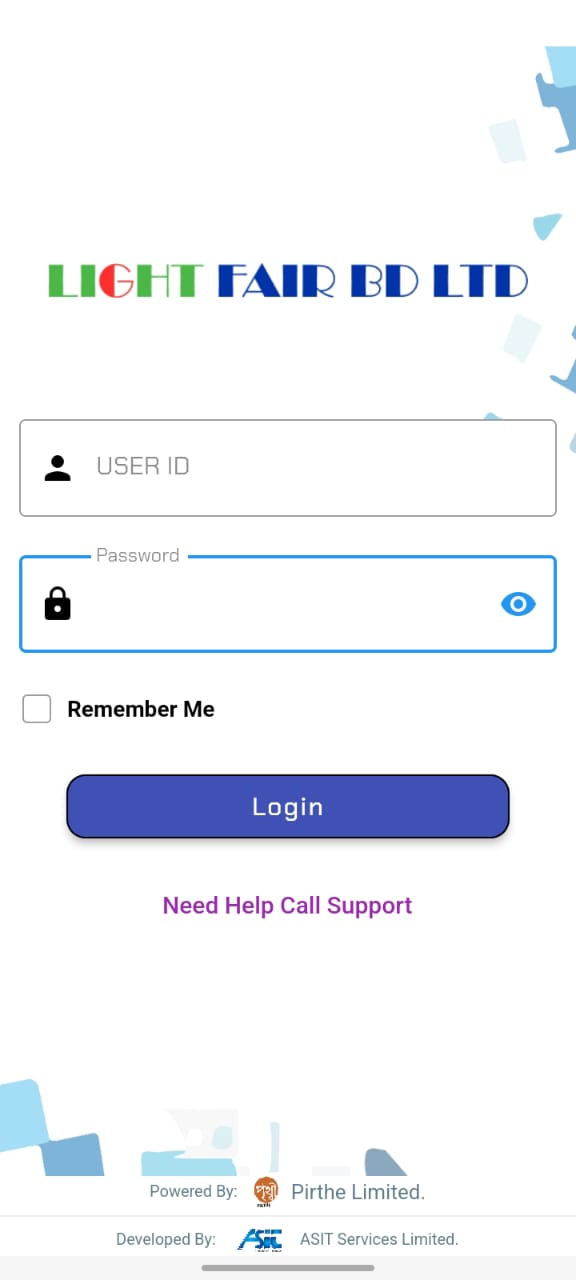 LIGHT FAIR BD LTD
USER ID
Password
Remember Me
Login
Need Help Call Support
Powered By: পৃথ্বী Pirthe Limited.
Developed By: ASIT ASIT Services Limited.